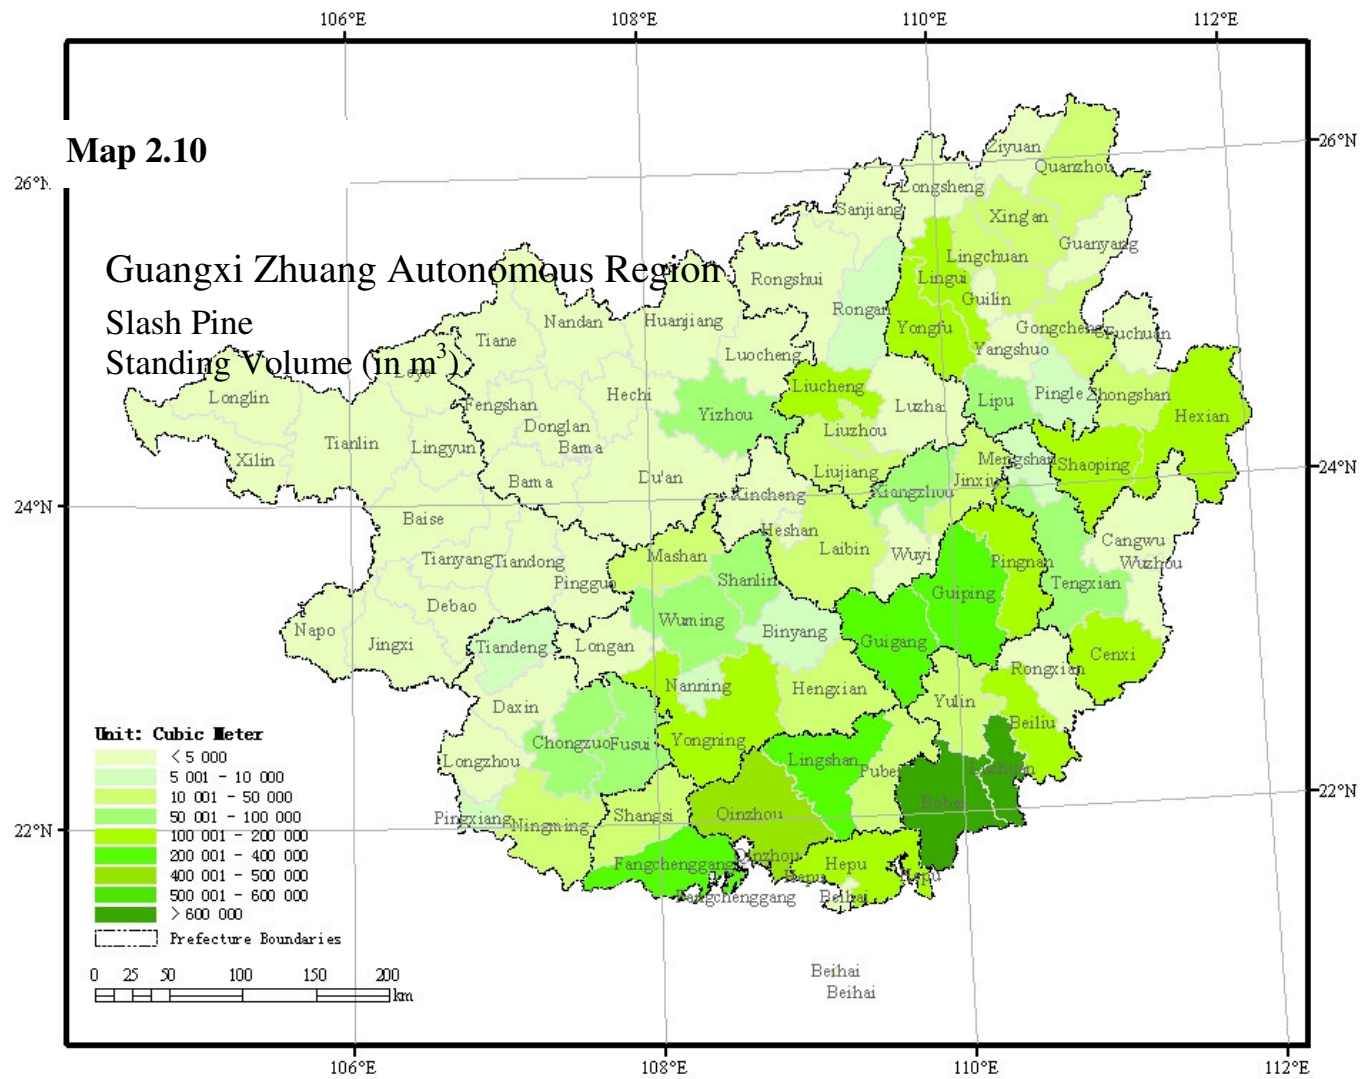 106°E 108°E 110°E 112°E
Map 2.10
26°N
26°N
Guangxi Zhuang Autonomous Region
Slash Pine
Standing Volume (in m³)
Ziyuan
Quanzhou
Longsheng
Sanjiang
Xing'an
Guanyang
Lingchuan
Rongshui
Lingui
Guilin
Rongan
Nandan
Huanjiang
Yongfu
Gongcheng
Fuchuan
Tiane
Yangshuo
Luocheng
Leye
Liucheng
Longlin
Hechi
Lipu
Pingle
Zhongshan
Fengshan
Luzhai
Hexian
Yizhou
Donglan
Liuzhou
Tianlin
Lingyun
Bama
Xilin
Mengshan
Shaoping
Liujiang
Bama
Du'an
Jinxiu
Xiangzhou
Xincheng
24°N
24°N
Baise
Heshan
Cangwu
Laibin
Wuyi
Mashan
Tianyang
Tiandong
Pingnan
Wuzhou
Pingguo
Shanlin
Tengxian
Debao
Guiping
Napo
Wuming
Binyang
Jingxi
Tiandeng
Longan
Guigang
Cenxi
Rongxian
Nanning
Hengxian
Daxin
Yulin
Beiliu
Unit: Cubic Meter
Chongzuo
Fusui
Yongning
< 5 000
Longzhou
Lingshan
Pubei
Luchuan
5 001 - 10 000
10 001 - 50 000
Bobai
22°N
50 001 - 100 000
Pingxiang
Ningming
Shangsi
Qinzhou
22°N
100 001 - 200 000
200 001 - 400 000
Fangchenggang
Qinzhou
Hepu
400 001 - 500 000
Hepu
Hepu
500 001 - 600 000
Fangchenggang
Beihai
> 600 000
Prefecture Boundaries
0 25 50 100 150 200
km
Beihai
Beihai
106°E 108°E 110°E 112°E